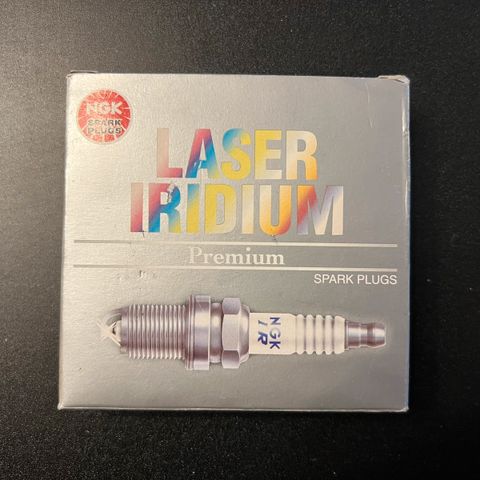 NGK
SPARK
PLUGS
LASER
IRIDIUM
Premium
SPARK PLUGS
NGK
IR